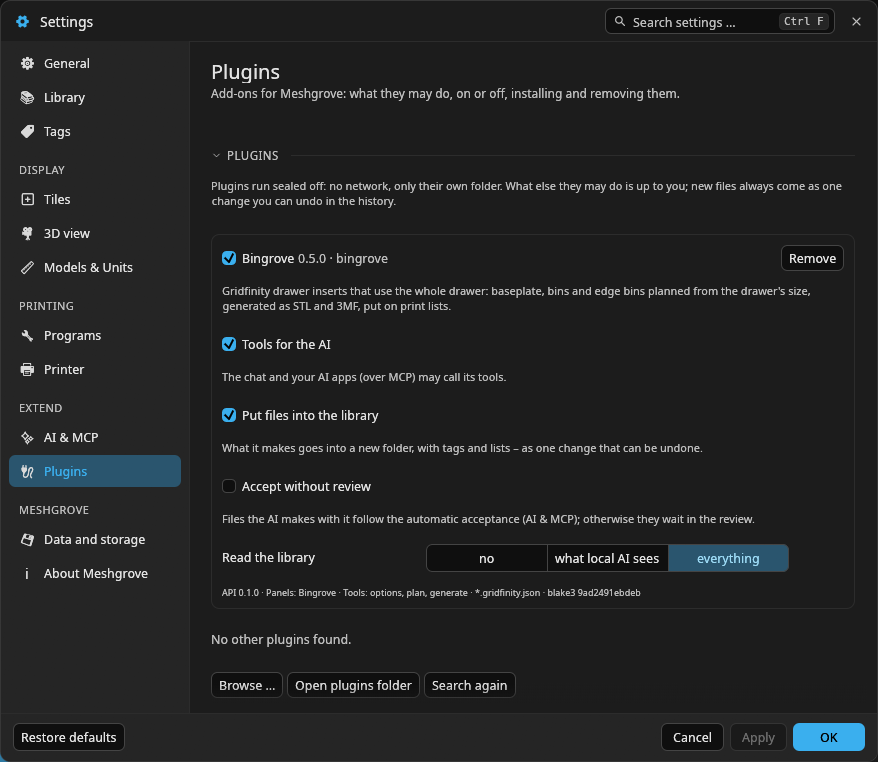 Settings
Search settings ...
Ctrl F
General
Library
Tags
DISPLAY
Tiles
3D view
Models & Units
PRINTING
Programs
Printer
EXTEND
AI & MCP
Plugins
MESHGROVE
Data and storage
About Meshgrove
Plugins
Add-ons for Meshgrove: what they may do, on or off, installing and removing them.
PLUGINS
Plugins run sealed off: no network, only their own folder. What else they may do is up to you; new files always come as one
change you can undo in the history.
Bingrove 0.5.0 · bingrove
Remove
Gridfinity drawer inserts that use the whole drawer: baseplate, bins and edge bins planned from the drawer's size,
generated as STL and 3MF, put on print lists.
Tools for the AI
The chat and your AI apps (over MCP) may call its tools.
Put files into the library
What it makes goes into a new folder, with tags and lists – as one change that can be undone.
Accept without review
Files the AI makes with it follow the automatic acceptance (AI & MCP); otherwise they wait in the review.
Read the library
no
what local AI sees
everything
API 0.1.0 · Panels: Bingrove · Tools: options, plan, generate · *.gridfinity.json · blake3 9ad2491ebdeb
No other plugins found.
Browse ...
Open plugins folder
Search again
Restore defaults
Cancel
Apply
OK